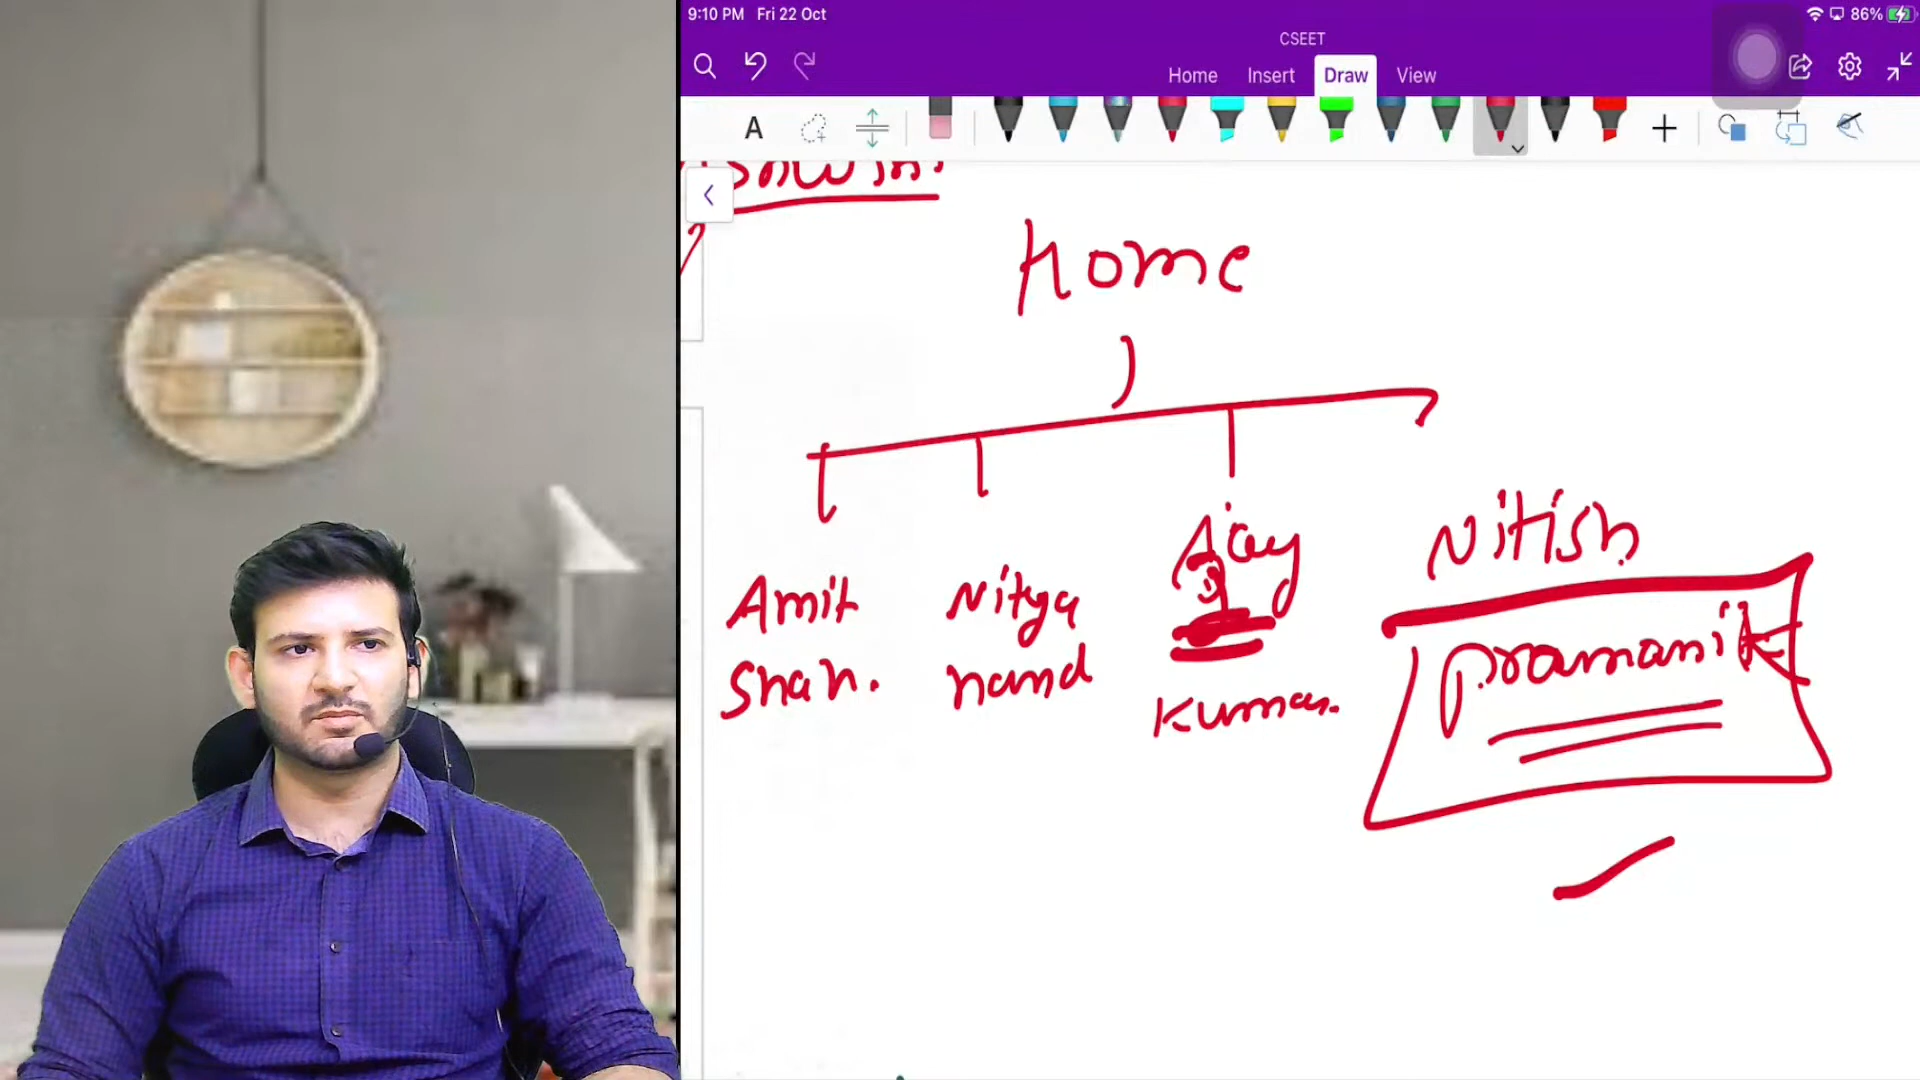 9:10 PM Fri 22 Oct
86%
CSEET
Home Insert Draw View
A
Home
Amit
Shah.
Nitya
nand
Ajay
Kumar.
Nitish
pramanik